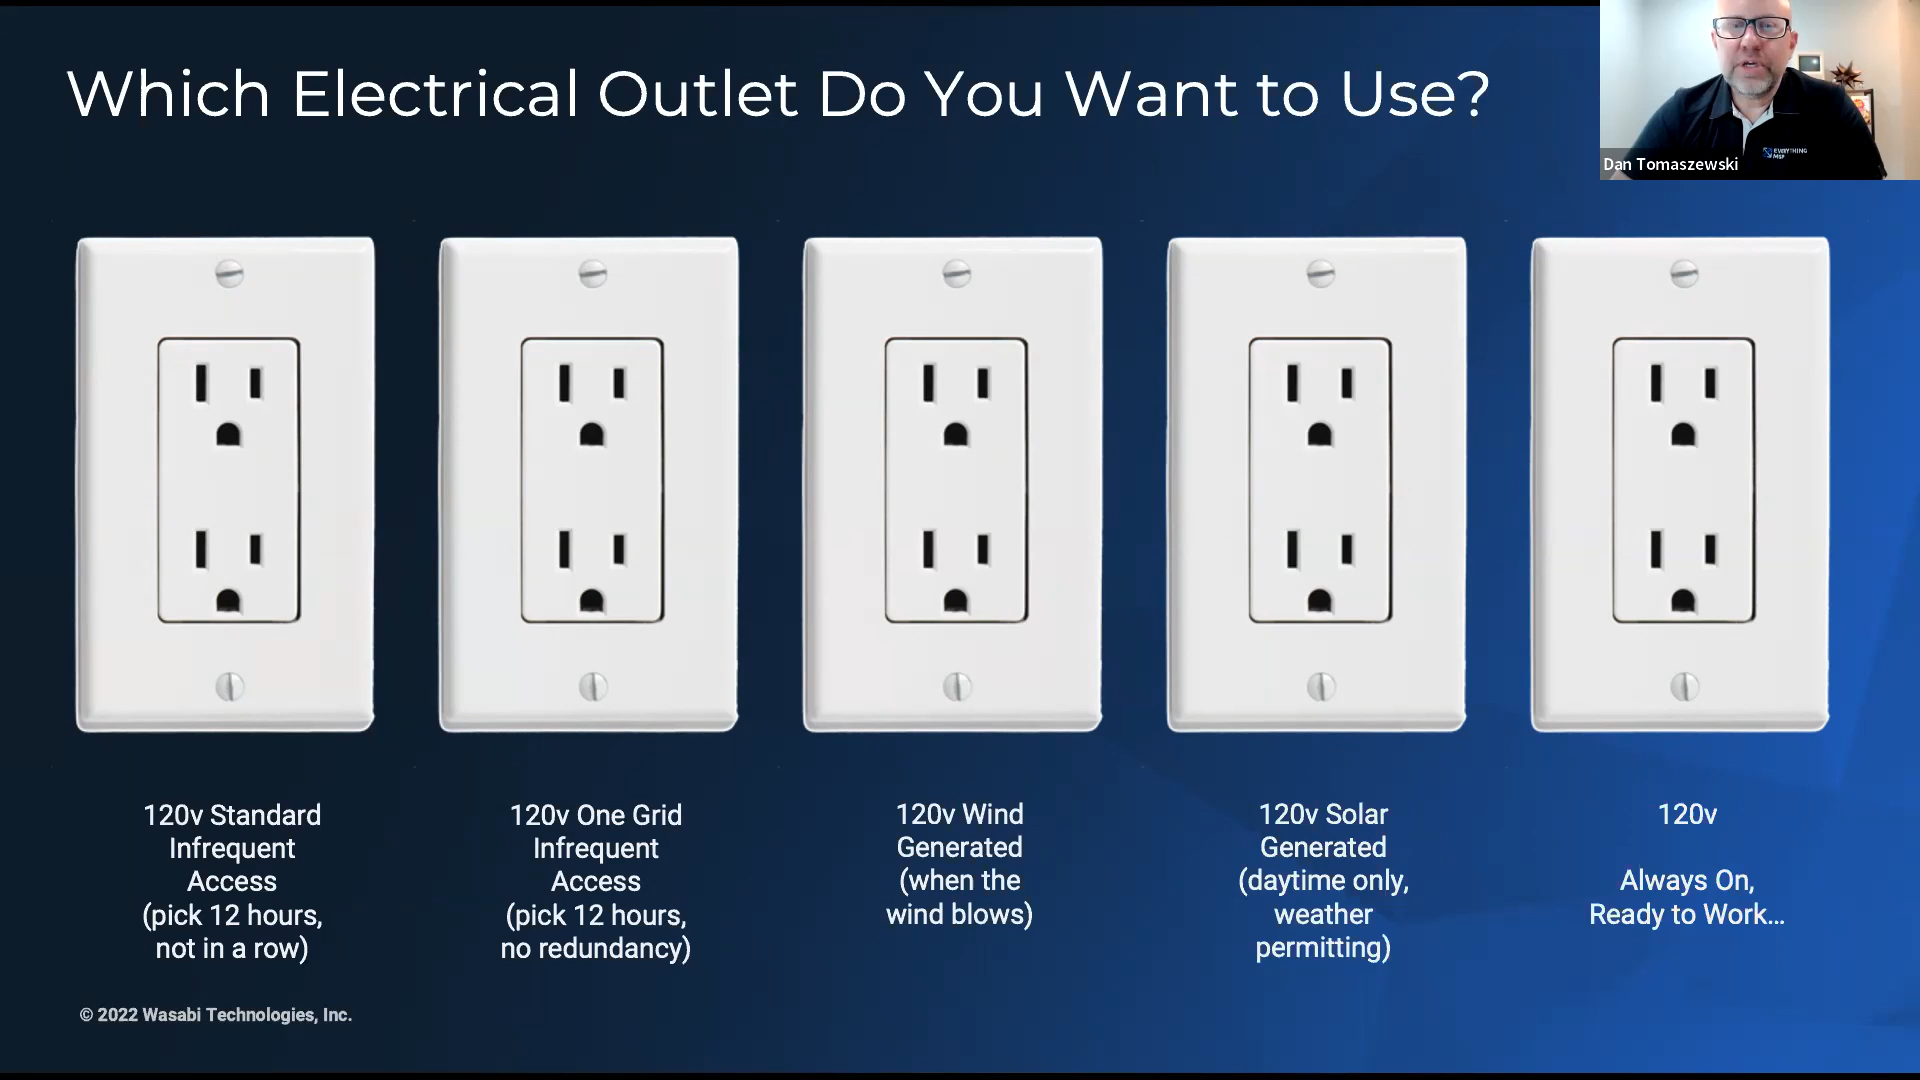 Which Electrical Outlet Do You Want to Use?
EVERYTHING
MSP
Dan Tomaszewski
120v Standard
Infrequent
Access
(pick 12 hours,
not in a row)
120v One Grid
Infrequent
Access
(pick 12 hours,
no redundancy)
120v Wind
Generated
(when the
wind blows)
120v Solar
Generated
(daytime only,
weather
permitting)
120v
Always On,
Ready to Work...
© 2022 Wasabi Technologies, Inc.